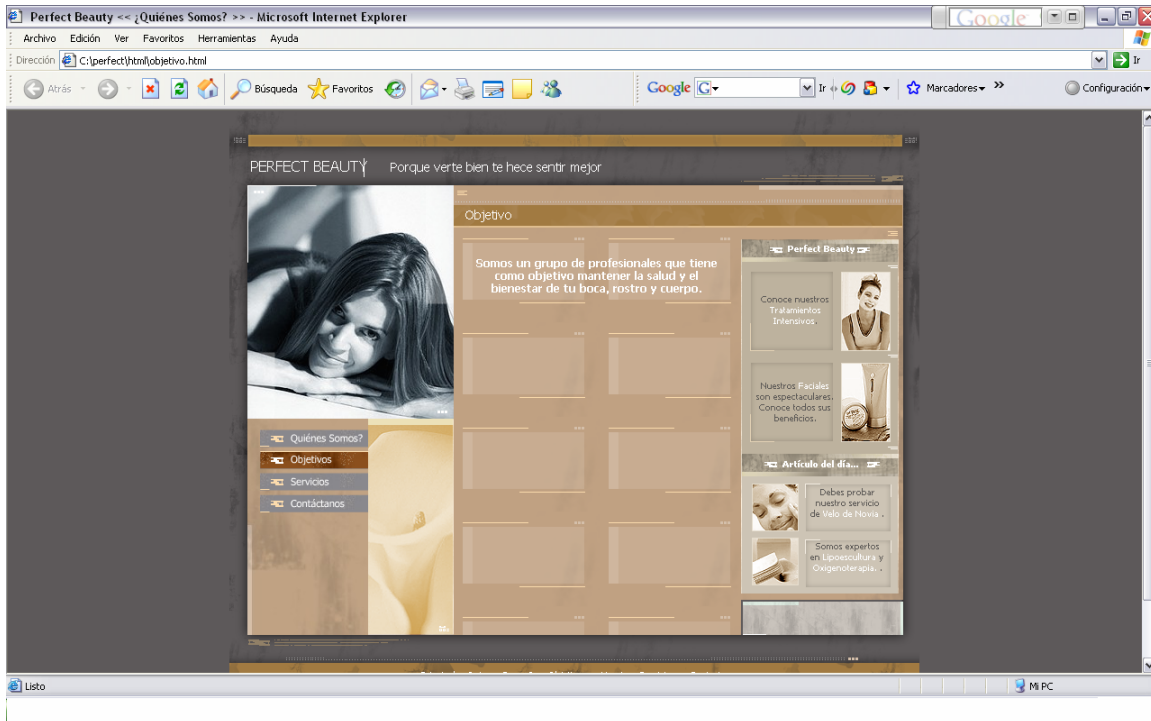 Perfect Beauty << ¿Quiénes Somos? >> - Microsoft Internet Explorer
Google
Archivo Edición Ver Favoritos Herramientas Ayuda
Dirección C:\perfect\html\objetivo.html Ir
Atrás Búsqueda Favoritos Google G Ir Marcadores Configuración
PERFECT BEAUTY Porque verte bien te hece sentir mejor
Objetivo
Somos un grupo de profesionales que tiene
como objetivo mantener la salud y el
bienestar de tu boca, rostro y cuerpo.
Quiénes Somos?
Objetivos
Servicios
Contáctanos
Perfect Beauty
Conoce nuestros
Tratamientos
Intensivos.
Nuestros Faciales
son espectaculares.
Conoce todos sus
beneficios.
Artículo del día...
Debes probar
nuestro servicio
de Velo de Novia .
Somos expertos
en Lipoescultura y
Oxigenoterapia. .
Listo
Mi PC